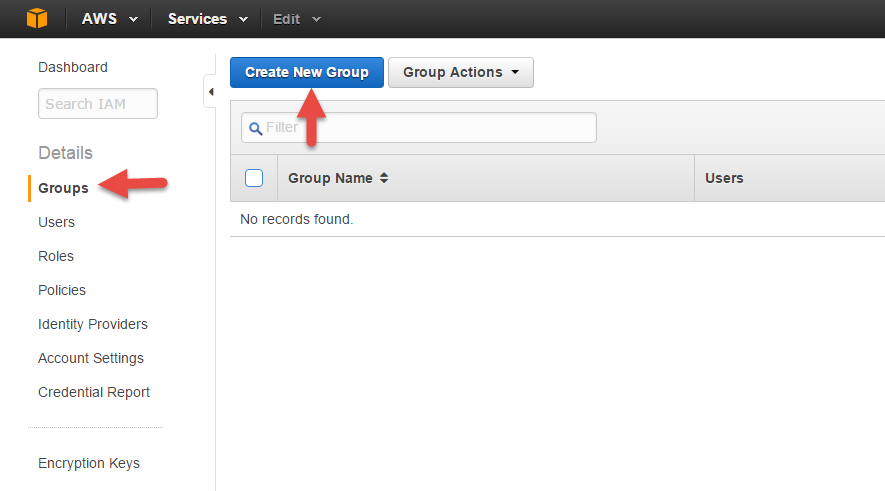 AWS Services Edit
Dashboard
Search IAM
Details
Groups
Users
Roles
Policies
Identity Providers
Account Settings
Credential Report
Encryption Keys
Create New Group Group Actions
Filter
Group Name Users
No records found.